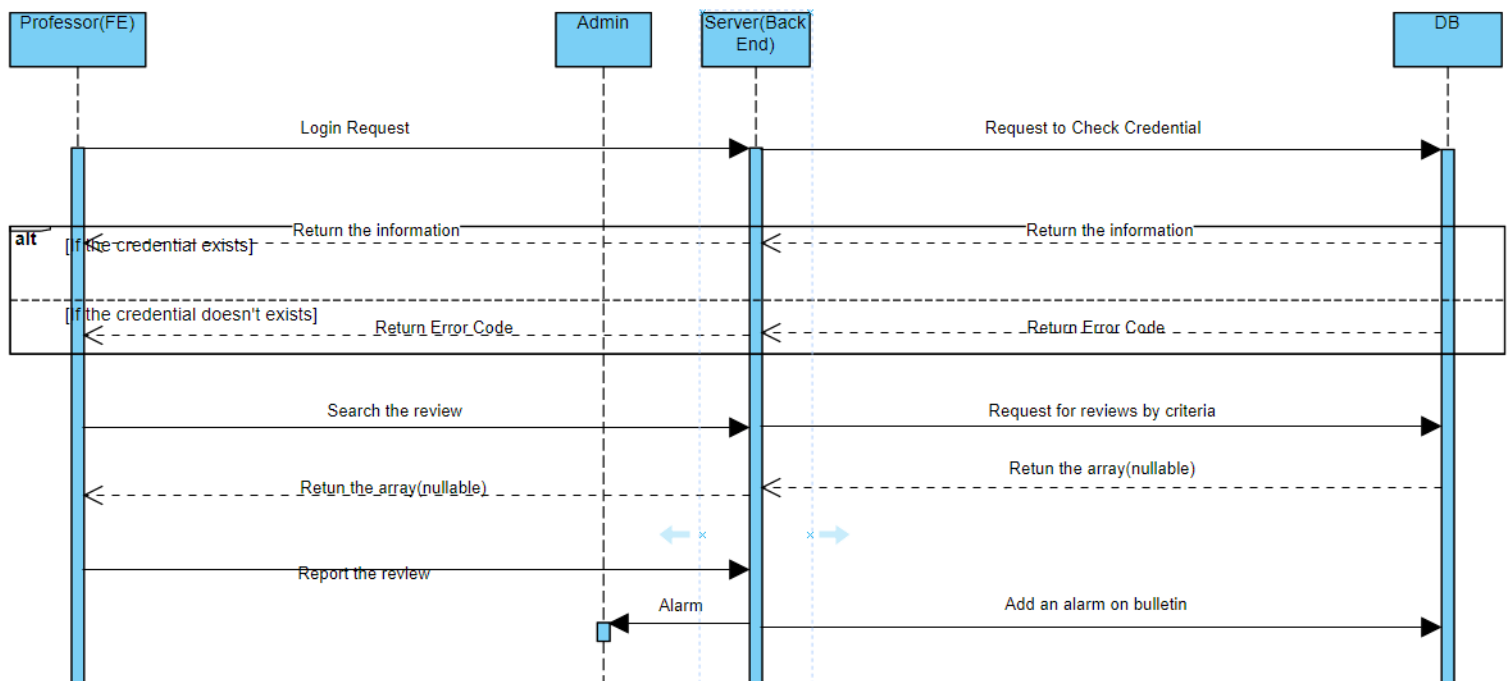 Professor(FE)
Admin
Server(Back
End)
DB
Login Request
Request to Check Credential
alt
[If the credential exists]
Return the information
Return the information
[If the credential doesn't exists]
Return Error Code
Return Error Code
Search the review
Request for reviews by criteria
Retun the array(nullable)
Retun the array(nullable)
Report the review
Alarm
Add an alarm on bulletin